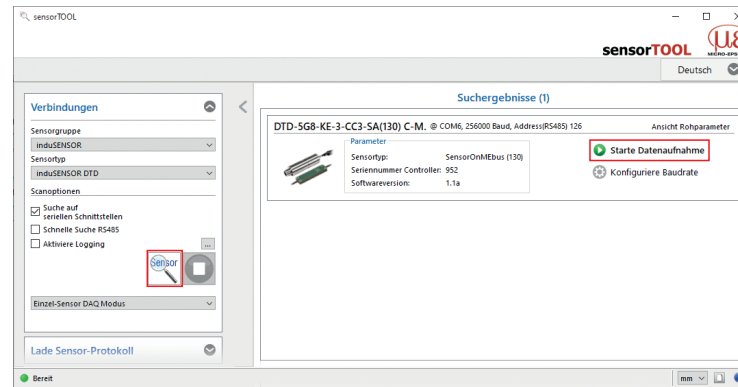 sensorTOOL
sensorTOOL
MICRO-EPS
Deutsch
Verbindungen
Sensorgruppe
induSENSOR
Sensortyp
induSENSOR DTD
Scanoptionen
Suche auf
seriellen Schnittstellen
Schnelle Suche RS485
Aktiviere Logging
...
Sensor
Einzel-Sensor DAQ Modus
Lade Sensor-Protokoll
Suchergebnisse (1)
DTD-5G8-KE-3-CC3-SA(130) C-M. @ COM6, 256000 Baud, Address(RS485) 126
Ansicht Rohparameter
Parameter
Sensortyp: SensorOnMEbus (130)
Seriennummer Controller: 952
Softwareversion: 1.1a
Starte Datenaufnahme
Konfiguriere Baudrate
Bereit
mm